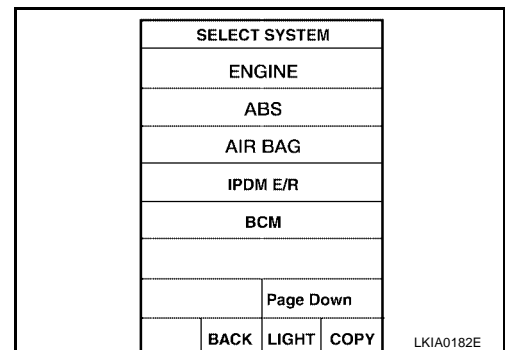 SELECT SYSTEM
ENGINE
ABS
AIR BAG
IPDM E/R
BCM
Page Down
BACK LIGHT COPY
LKIA0182E